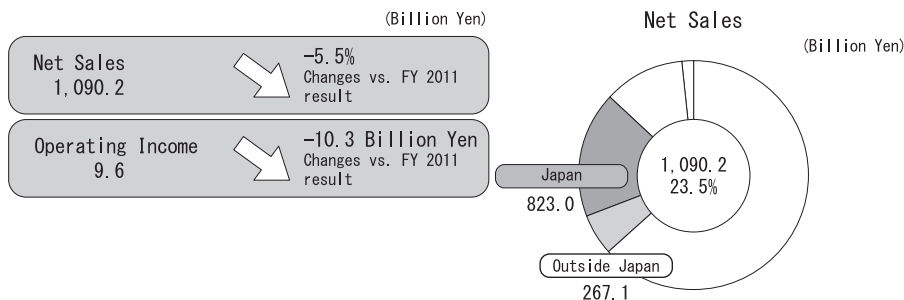 (Billion Yen)
Net Sales
1,090.2
-5.5%
Changes vs. FY 2011
result
Operating Income
9.6
-10.3 Billion Yen
Changes vs. FY 2011
result
Net Sales
(Billion Yen)
1,090.2
23.5%
Japan
823.0
Outside Japan
267.1